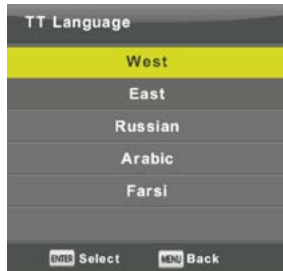 TT Language
West
East
Russian
Arabic
Farsi
ENTER Select MENU Back